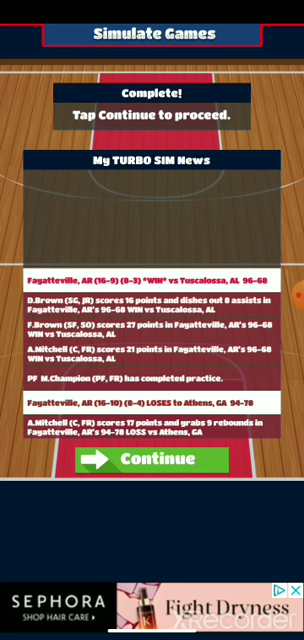 Simulate Games
Complete!
Tap Continue to proceed.
My TURBO SIM News
Fayatteville, AR (16-9) (8-3) *WIN* vs Tuscalossa, AL 96-68
D.Brown (SG, JR) scores 16 points and dishes out 8 assists in
Fayatteville, AR's 96-68 WIN vs Tuscalossa, AL
F.Brown (SF, SO) scores 27 points in Fayatteville, AR's 96-68
WIN vs Tuscalossa, AL
A.Mitchell (C, FR) scores 21 points in Fayatteville, AR's 96-68
WIN vs Tuscalossa, AL
PF M.Champion (PF, FR) has completed practice.
Fayatteville, AR (16-10) (8-4) LOSES to Athens, GA 94-78
A.Mitchell (C, FR) scores 17 points and grabs 9 rebounds in
Fayatteville, AR's 94-78 LOSS vs Athens, GA
Continue
SEPHORA
SHOP HAIR CARE
Fight Dryness
XRecorder